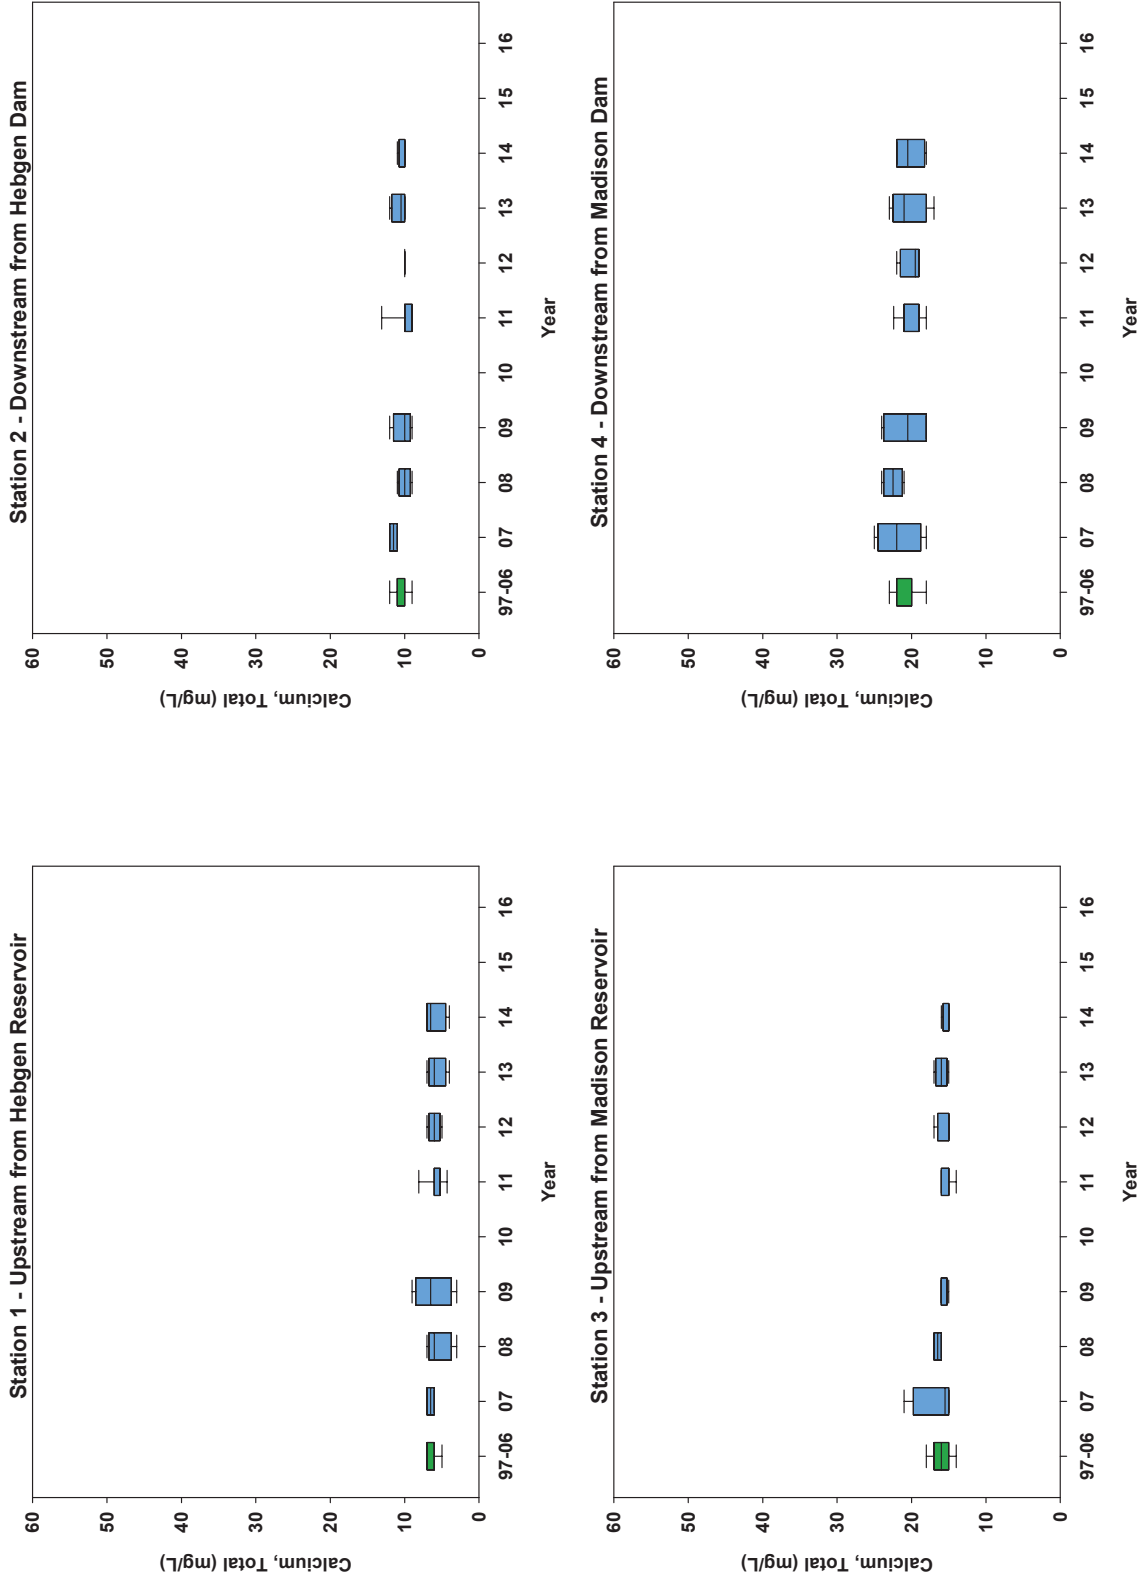 Station 1 - Upstream from Hebgen Reservoir
Calcium, Total (mg/L)
60
50
40
30
20
10
0
97-06 07 08 09 10 11 12 13 14 15 16
Year
Station 2 - Downstream from Hebgen Dam
Calcium, Total (mg/L)
60
50
40
30
20
10
0
97-06 07 08 09 10 11 12 13 14 15 16
Year
Station 3 - Upstream from Madison Reservoir
Calcium, Total (mg/L)
60
50
40
30
20
10
0
97-06 07 08 09 10 11 12 13 14 15 16
Year
Station 4 - Downstream from Madison Dam
Calcium, Total (mg/L)
60
50
40
30
20
10
0
97-06 07 08 09 10 11 12 13 14 15 16
Year